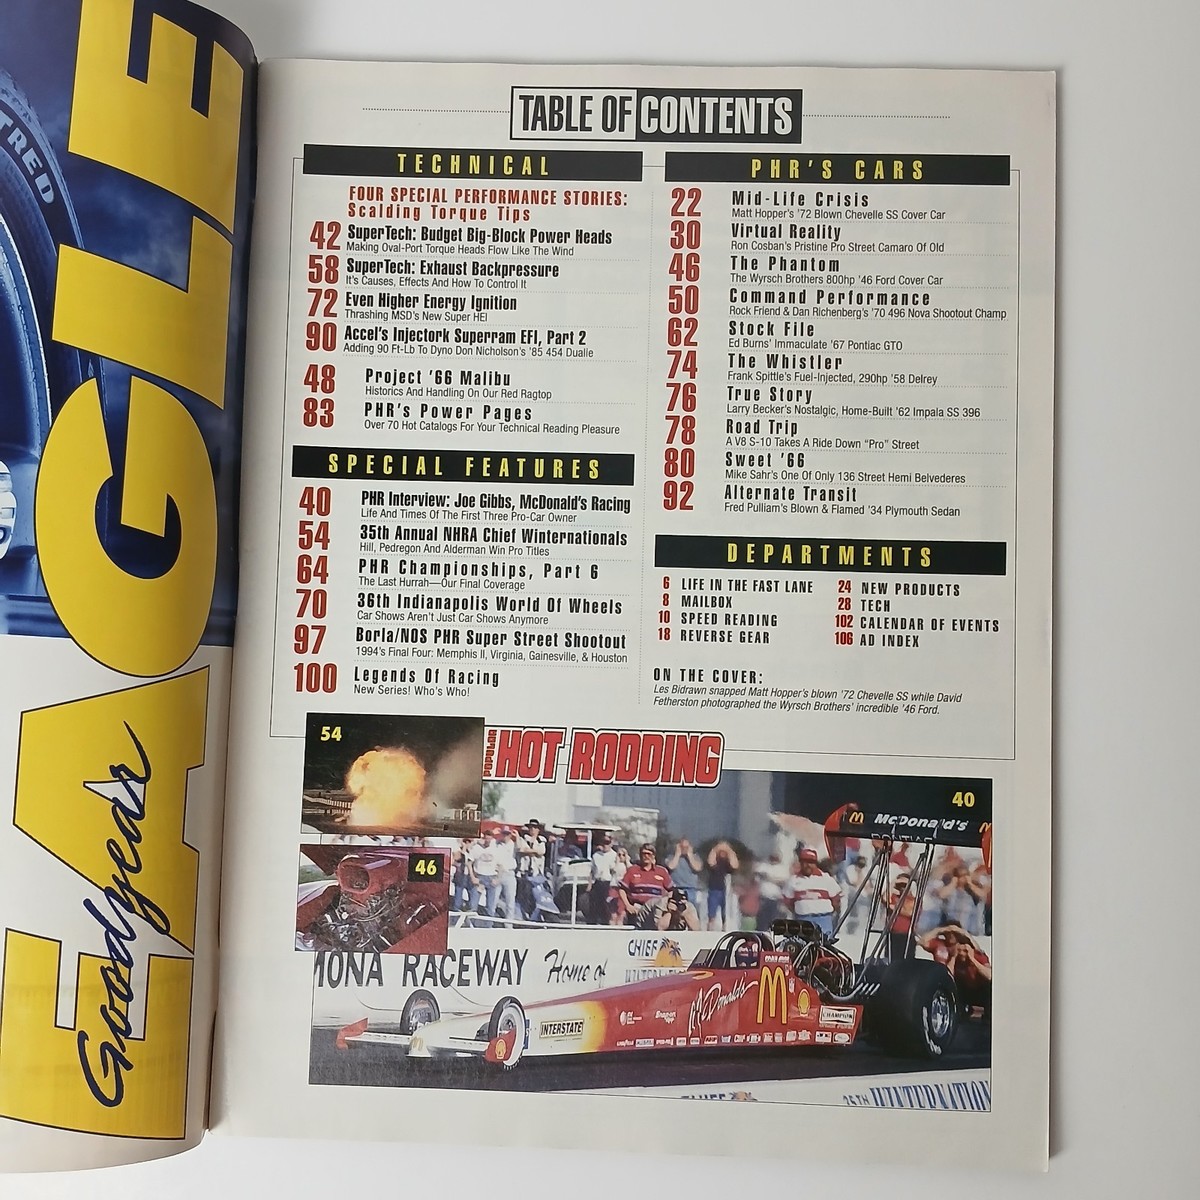 TRED
EAGLE
Goodyear
TABLE OF CONTENTS
TECHNICAL
FOUR SPECIAL PERFORMANCE STORIES:
Scalding Torque Tips
42 SuperTech: Budget Big-Block Power Heads
Making Oval-Port Torque Heads Flow Like The Wind
58 SuperTech: Exhaust Backpressure
It's Causes, Effects And How To Control It
72 Even Higher Energy Ignition
Thrashing MSD's New Super HEI
90 Accel's Injectork Superram EFI, Part 2
Adding 90 Ft-Lb To Dyno Don Nicholson's '85 454 Dualie
48 Project '66 Malibu
Historics And Handling On Our Red Ragtop
83 PHR's Power Pages
Over 70 Hot Catalogs For Your Technical Reading Pleasure
SPECIAL FEATURES
40 PHR Interview: Joe Gibbs, McDonald's Racing
Life And Times Of The First Three Pro-Car Owner
54 35th Annual NHRA Chief Winternationals
Hill, Pedregon And Alderman Win Pro Titles
64 PHR Championships, Part 6
The Last Hurrah—Our Final Coverage
70 36th Indianapolis World Of Wheels
Car Shows Aren't Just Car Shows Anymore
97 Borla/NOS PHR Super Street Shootout
1994's Final Four: Memphis II, Virginia, Gainesville, & Houston
100 Legends Of Racing
New Series! Who's Who!
PHR'S CARS
22 Mid-Life Crisis
Matt Hopper's '72 Blown Chevelle SS Cover Car
30 Virtual Reality
Ron Cosban's Pristine Pro Street Camaro Of Old
46 The Phantom
The Wyrsch Brothers 800hp '46 Ford Cover Car
50 Command Performance
Rock Friend & Dan Richenberg's '70 496 Nova Shootout Champ
62 Stock File
Ed Burns' Immaculate '67 Pontiac GTO
74 The Whistler
Frank Spittle's Fuel-Injected, 290hp '58 Delrey
76 True Story
Larry Becker's Nostalgic, Home-Built '62 Impala SS 396
78 Road Trip
A V8 S-10 Takes A Ride Down "Pro" Street
80 Sweet '66
Mike Sahr's One Of Only 136 Street Hemi Belvederes
92 Alternate Transit
Fred Pulliam's Blown & Flamed '34 Plymouth Sedan
DEPARTMENTS
6 LIFE IN THE FAST LANE
8 MAILBOX
10 SPEED READING
18 REVERSE GEAR
24 NEW PRODUCTS
28 TECH
102 CALENDAR OF EVENTS
106 AD INDEX
ON THE COVER:
Les Bidrawn snapped Matt Hopper's blown '72 Chevelle SS while David
Fetherston photographed the Wyrsch Brothers' incredible '46 Ford.
54
POPULAR
HOT RODDING
40
McDonald's
PONTIAC
46
MONA RACEWAY Home of
CHIEF
WINTERN
McDonald's
INTERSTATE
Snap-on
CHAMPION
35TH WINTERNATION